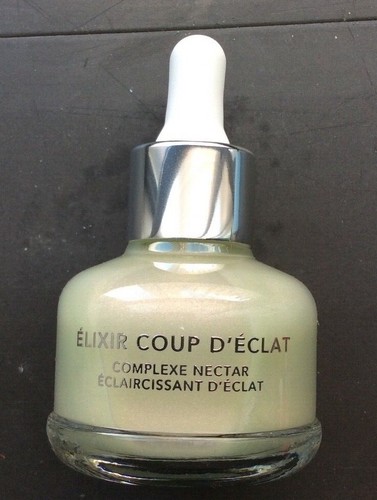 ÉLIXIR COUP D'ÉCLAT
COMPLEXE NECTAR
ÉCLAIRCISSANT D'ÉCLAT